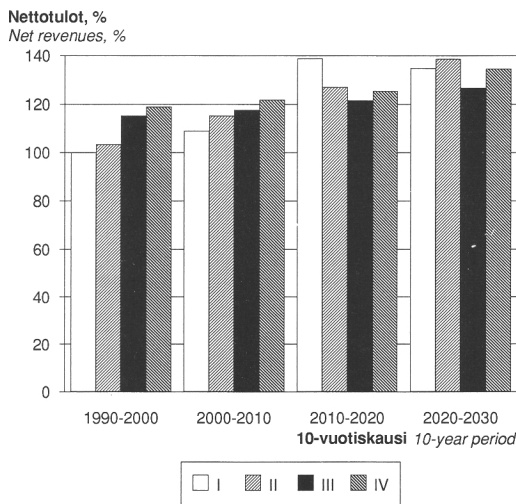 Nettotulot, %
Net revenues, %
140
120
100
80
60
40
20
0
1990-2000 2000-2010 2010-2020 2020-2030
10-vuotiskausi 10-year period
I II III IV